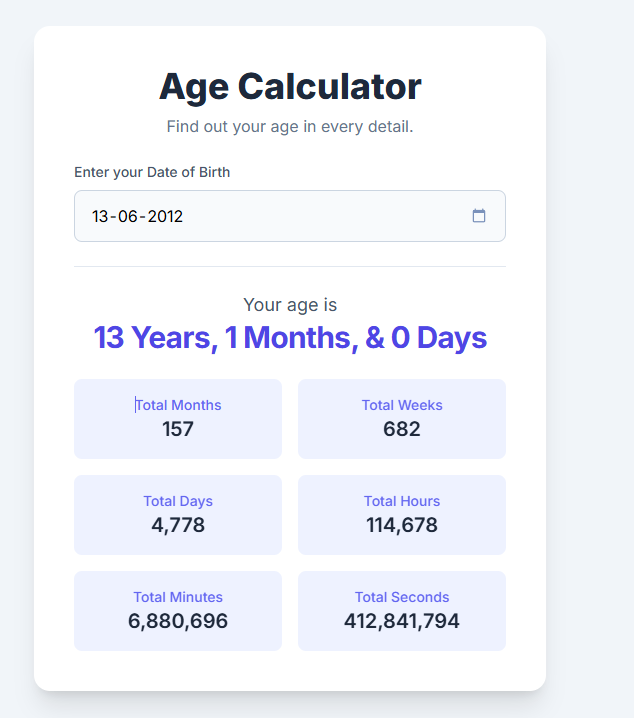 Age Calculator
Find out your age in every detail.
Enter your Date of Birth
13-06-2012
Your age is
13 Years, 1 Months, & 0 Days
Total Months
157
Total Weeks
682
Total Days
4,778
Total Hours
114,678
Total Minutes
6,880,696
Total Seconds
412,841,794